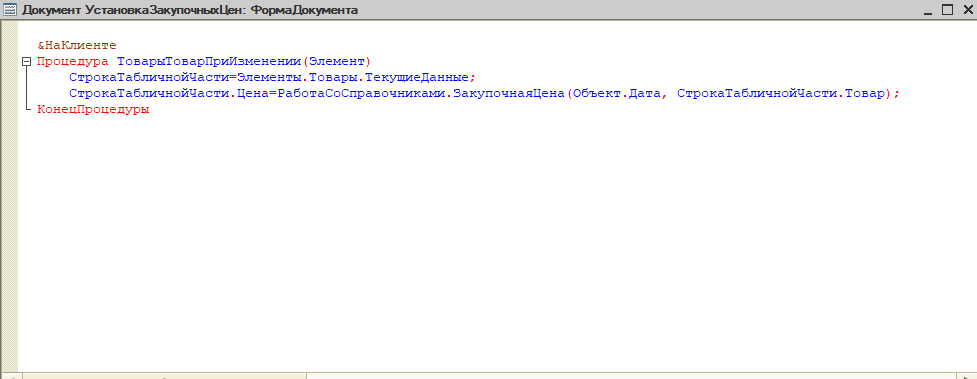 Документ УстановкаЗакупочныхЦен: ФормаДокумента
&НаКлиенте
Процедура ТоварыТоварПриИзменении(Элемент)
СтрокаТабличнойЧасти=Элементы.Товары.ТекущиеДанные;
СтрокаТабличнойЧасти.Цена=РаботаСоСправочниками.ЗакупочнаяЦена(Объект.Дата, СтрокаТабличнойЧасти.Товар);
КонецПроцедуры